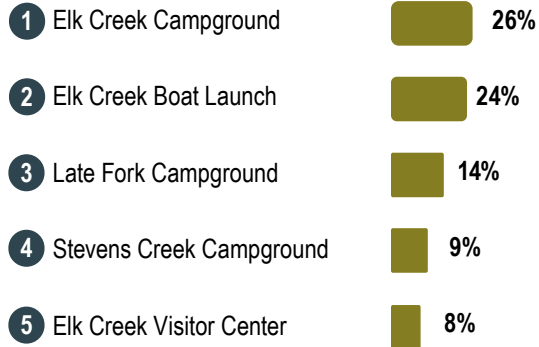 1 Elk Creek Campground 26%
2 Elk Creek Boat Launch 24%
3 Late Fork Campground 14%
4 Stevens Creek Campground 9%
5 Elk Creek Visitor Center 8%